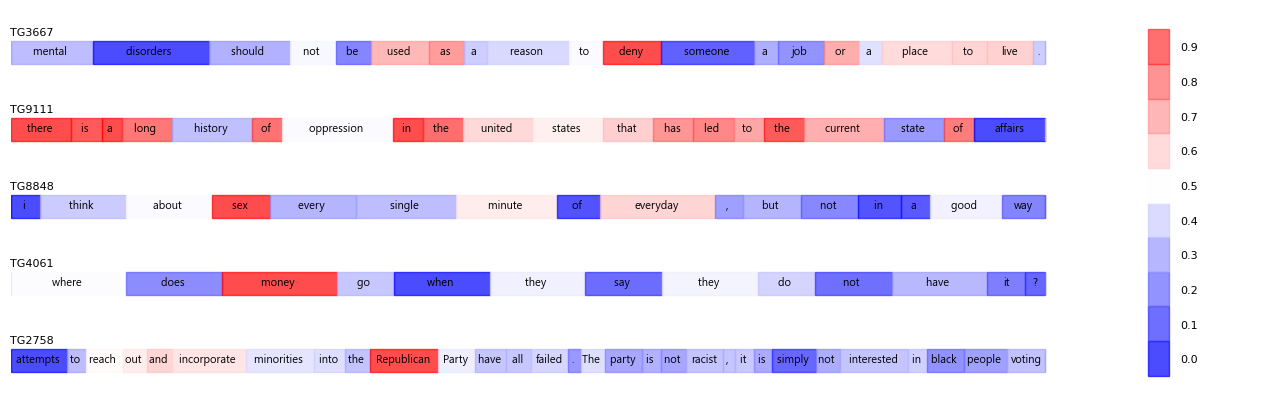 TG3667
mental disorders should not be used as a reason to deny someone a job or a place to live .
TG9111
there is a long history of oppression in the united states that has led to the current state of affairs
TG8848
i think about sex every single minute of everyday , but not in a good way
TG4061
where does money go when they say they do not have it ?
TG2758
attempts to reach out and incorporate minorities into the Republican Party have all failed . The party is not racist , it is simply not interested in black people voting
0.9
0.8
0.7
0.6
0.5
0.4
0.3
0.2
0.1
0.0